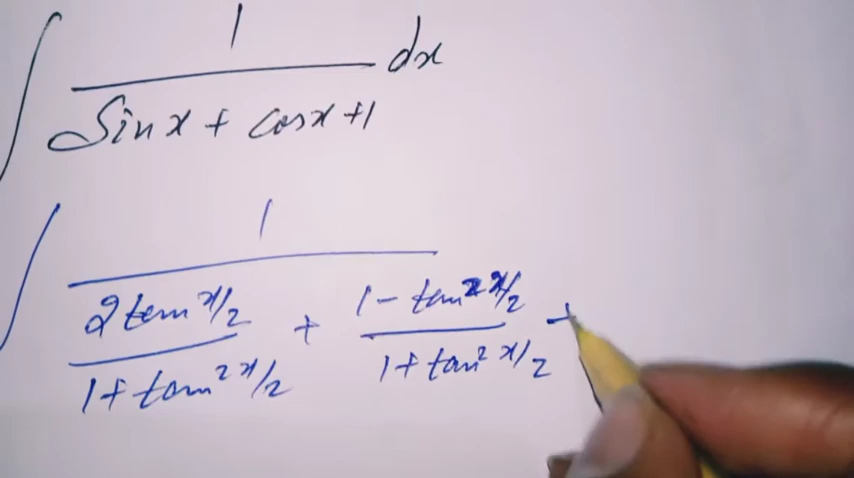 ∫ 1 / (Sin x + cos x + 1) dx
∫ 1 / (2 tan x/2 / (1 + tan² x/2) + (1 - tan² x/2) / (1 + tan² x/2) +